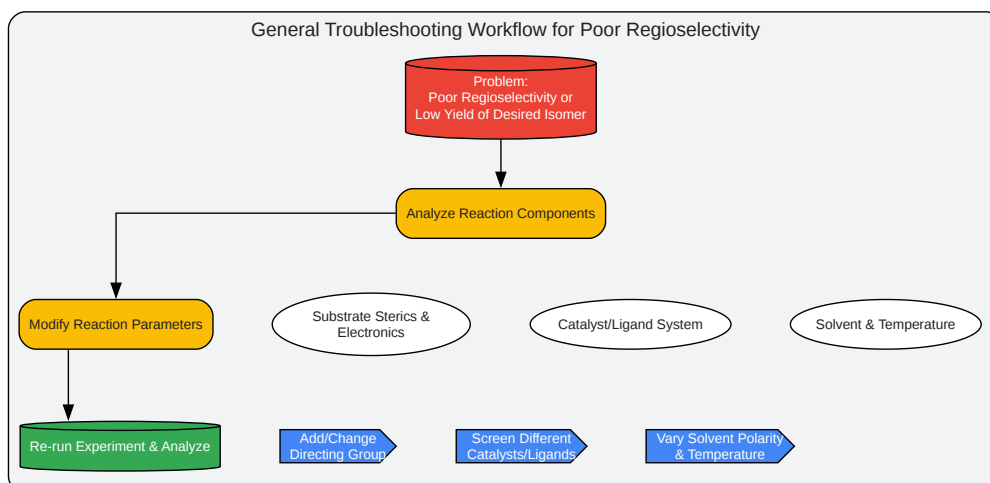 General Troubleshooting Workflow for Poor Regioselectivity
Problem:
Poor Regioselectivity or
Low Yield of Desired Isomer
Analyze Reaction Components
Modify Reaction Parameters
Substrate Sterics &
Electronics
Catalyst/Ligand System
Solvent & Temperature
Re-run Experiment & Analyze
Add/Change
Directing Group
Screen Different
Catalysts/Ligands
Vary Solvent Polarity
& Temperature